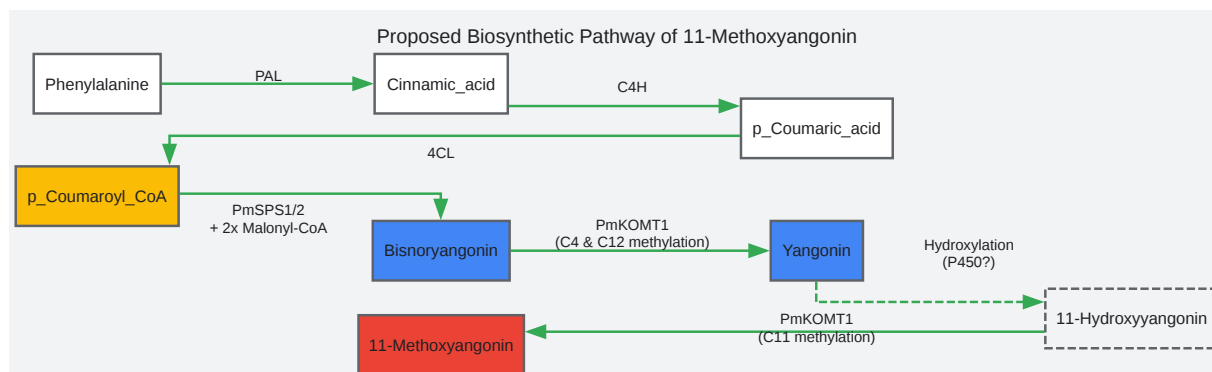 Proposed Biosynthetic Pathway of 11-Methoxyangonin
Phenylalanine
PAL
Cinnamic_acid
C4H
p_Coumaric_acid
4CL
p_Coumaroyl_CoA
PmSPS1/2
+ 2x Malonyl-CoA
Bisnoryangonin
PmKOMT1
(C4 & C12 methylation)
Yangonin
Hydroxylation
(P450?)
11-Hydroxyyangonin
PmKOMT1
(C11 methylation)
11-Methoxyangonin